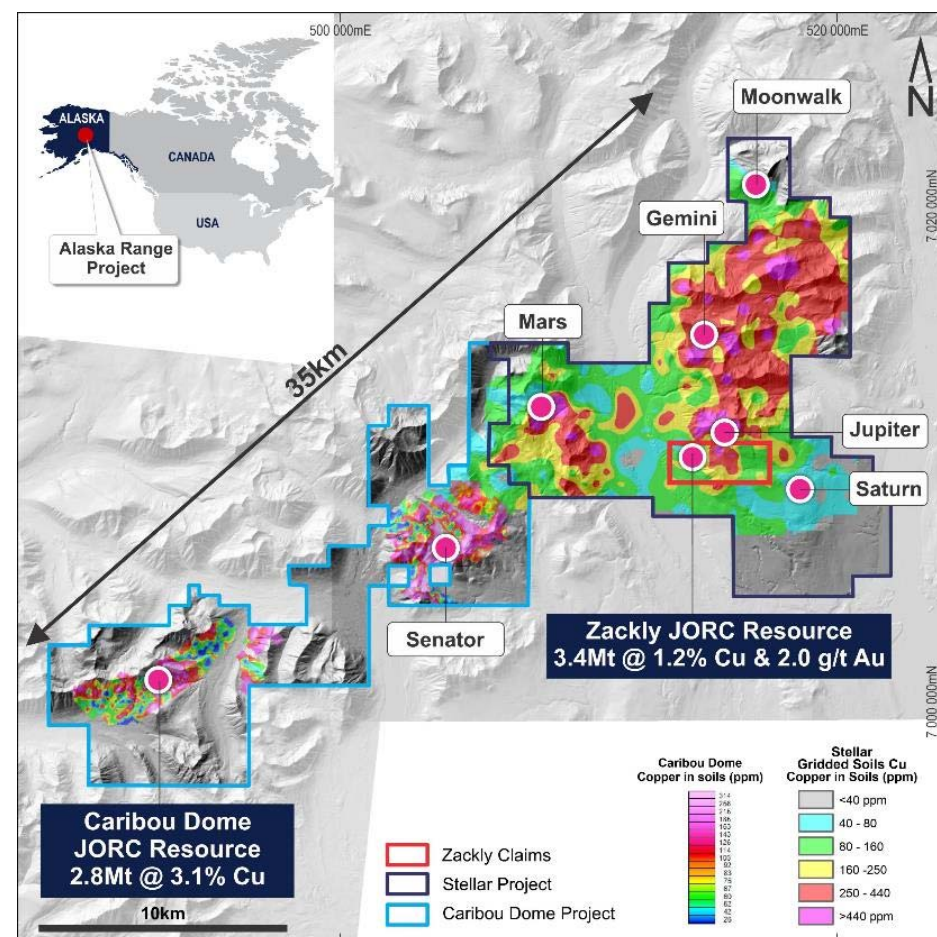 500 000mE
520 000mE
N
ALASKA
CANADA
USA
Alaska Range
Project
Moonwalk
7 020 000mN
Gemini
Mars
35km
Jupiter
Saturn
Senator
Zackly JORC Resource
3.4Mt @ 1.2% Cu & 2.0 g/t Au
7 000 000mN
Caribou Dome
JORC Resource
2.8Mt @ 3.1% Cu
10km
Zackly Claims
Stellar Project
Caribou Dome Project
Caribou Dome
Copper in soils (ppm)
314
Stellar
Gridded Soils Cu
Copper in Soils (ppm)
<40 ppm
40 - 80
80 - 160
160 -250
250 - 440
>440 ppm